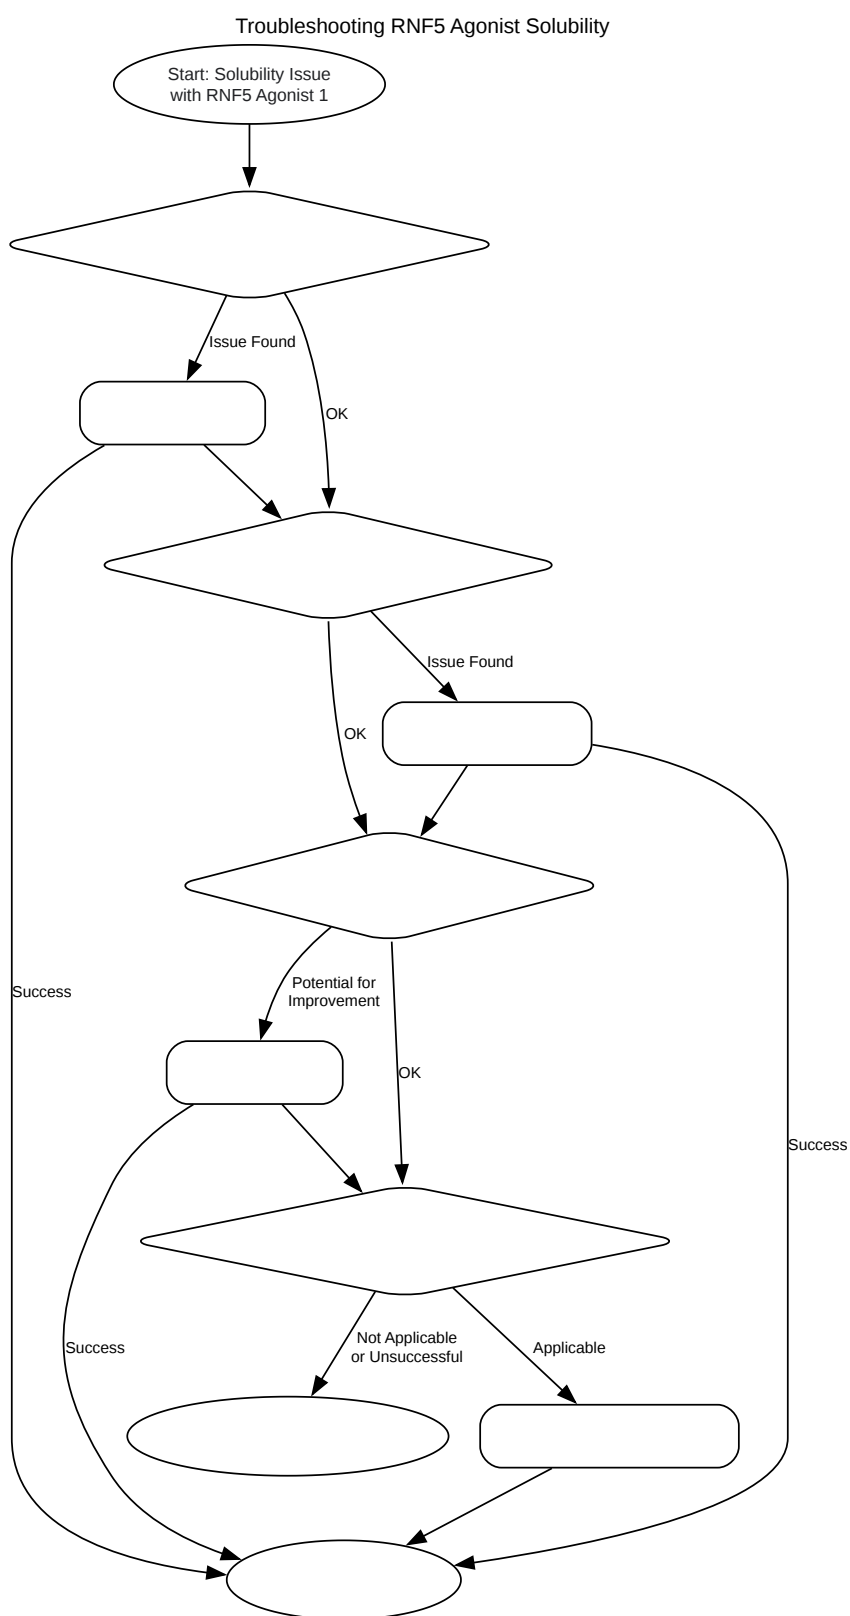 Troubleshooting RNF5 Agonist Solubility
Start: Solubility Issue
with RNF5 Agonist 1
Issue Found
OK
Issue Found
OK
Potential for
Improvement
Success
OK
Success
Not Applicable
or Unsuccessful
Applicable
Success